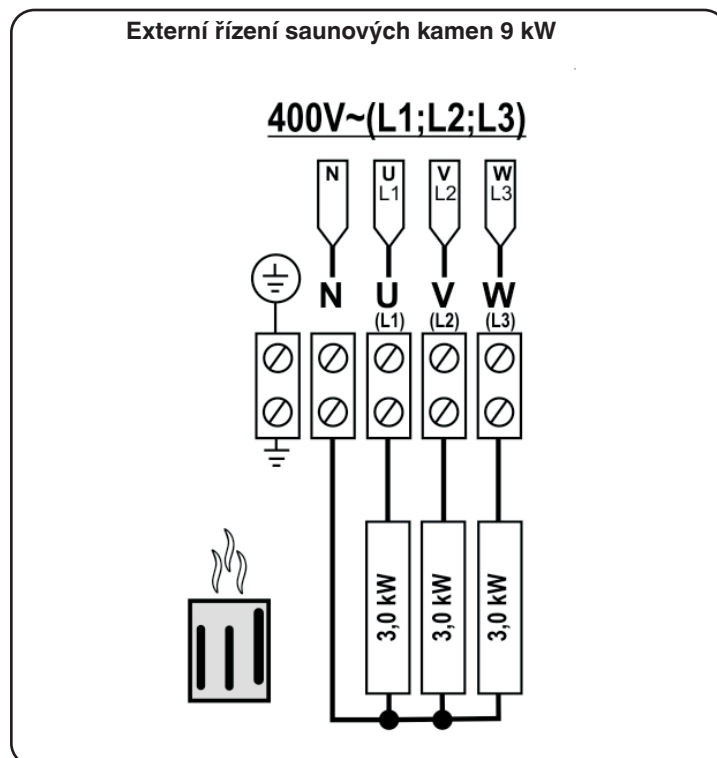 Externí řízení saunových kamen 9 kW
400V~(L1;L2;L3)
N U V W
L1 L2 L3
N U V W
(L1) (L2) (L3)
3,0 kW 3,0 kW 3,0 kW